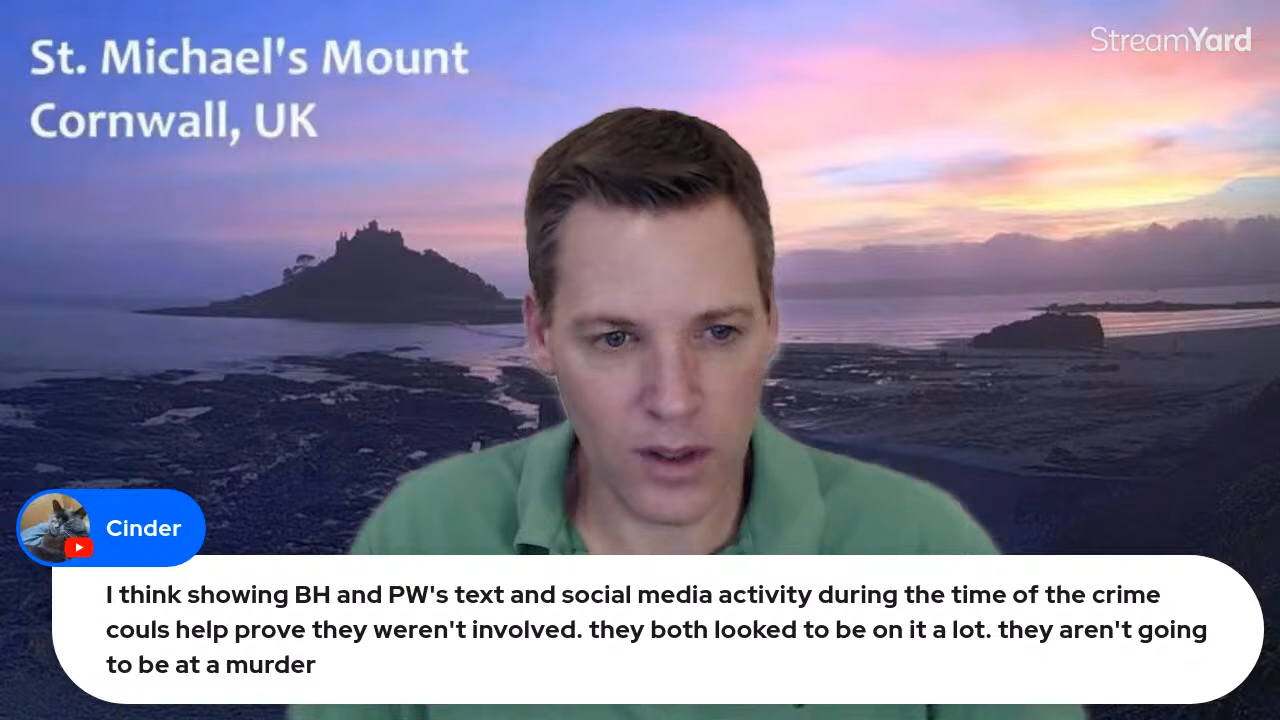 St. Michael's Mount
Cornwall, UK
StreamYard
Cinder
I think showing BH and PW's text and social media activity during the time of the crime
couls help prove they weren't involved. they both looked to be on it a lot. they aren't going
to be at a murder